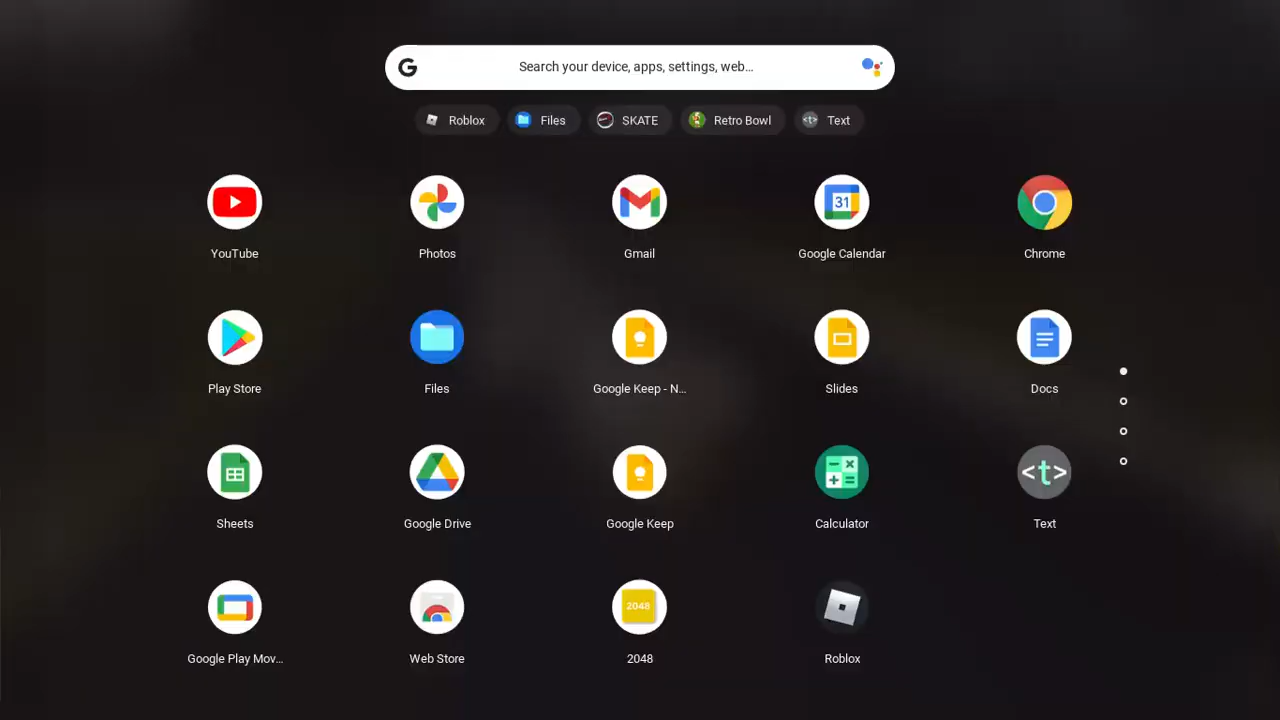 Search your device, apps, settings, web...
Roblox Files SKATE Retro Bowl <t> Text
31
YouTube Photos Gmail Google Calendar Chrome
Play Store Files Google Keep - N... Slides Docs
<t>
Sheets Google Drive Google Keep Calculator Text
2048
Google Play Mov... Web Store 2048 Roblox